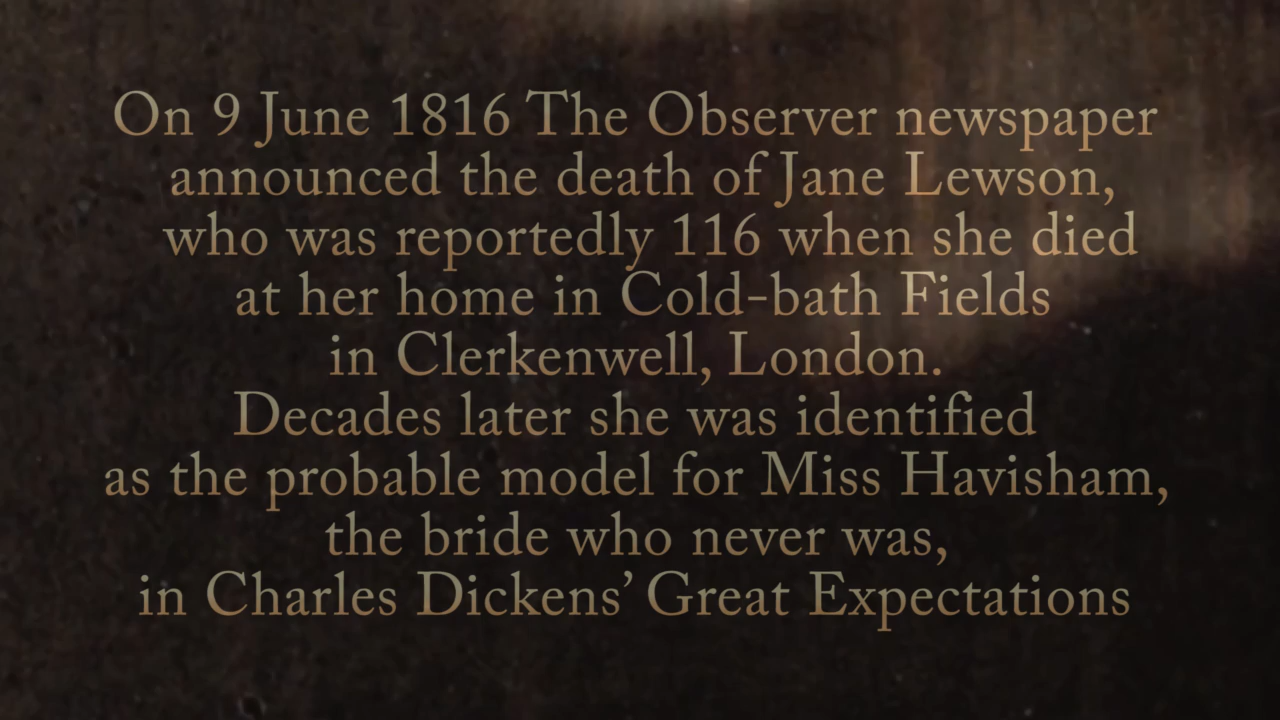 On 9 June 1816 The Observer newspaper
announced the death of Jane Lewson,
who was reportedly 116 when she died
at her home in Cold-bath Fields
in Clerkenwell, London.
Decades later she was identified
as the probable model for Miss Havisham,
the bride who never was,
in Charles Dickens’ Great Expectations